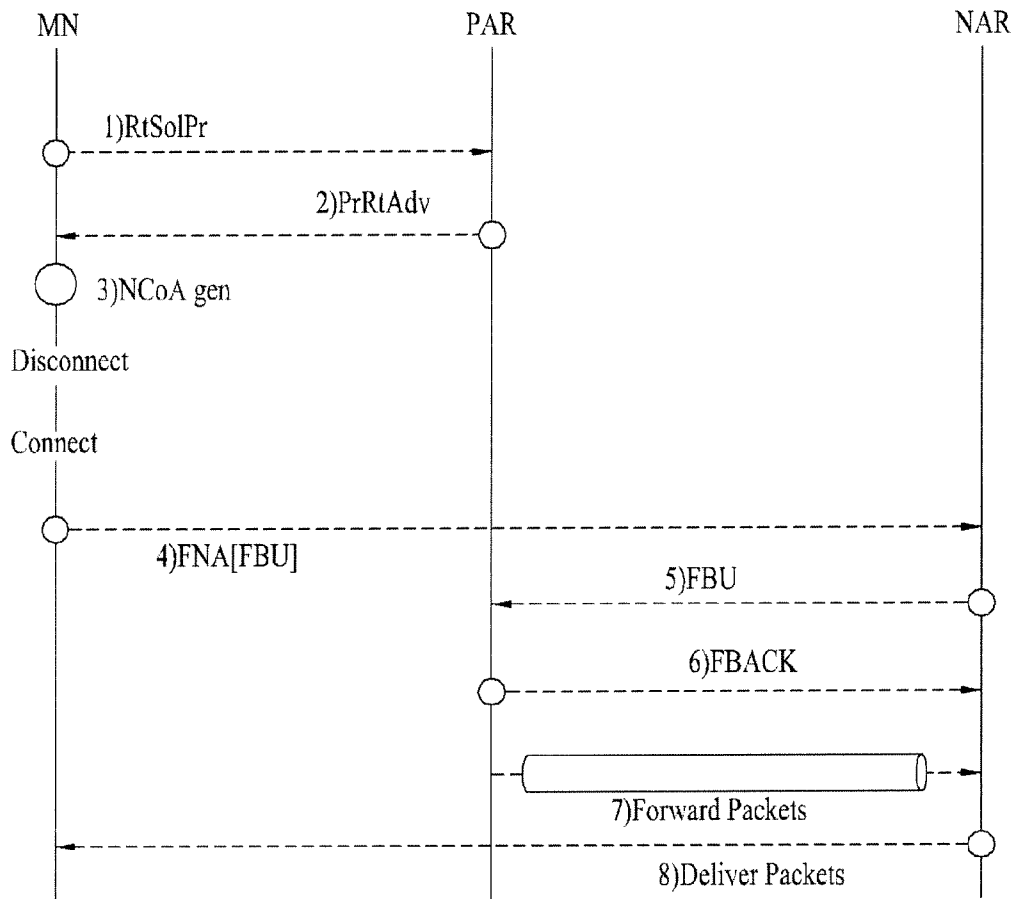 MN
PAR
NAR
1)RtSolPr
2)PrRtAdv
3)NCoA gen
Disconnect
Connect
4)FNA[FBU]
5)FBU
6)FBACK
7)Forward Packets
8)Deliver Packets